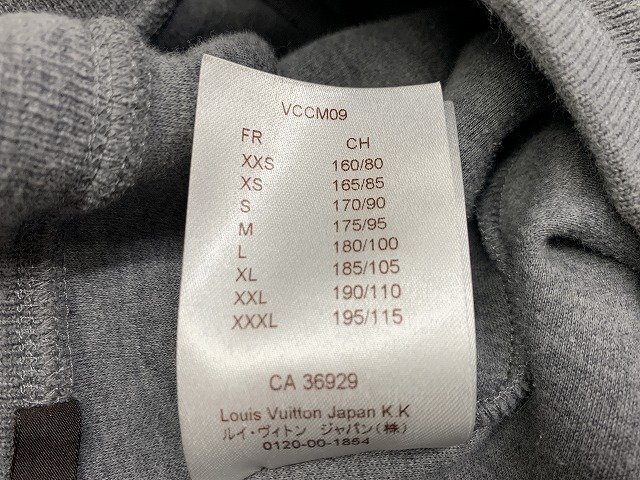 VCCM09
FR CH
XXS 160/80
XS 165/85
S 170/90
M 175/95
L 180/100
XL 185/105
XXL 190/110
XXXL 195/115
CA 36929
Louis Vuitton Japan K.K
ルイ・ヴィトン ジャパン(株)
0120-00-1854